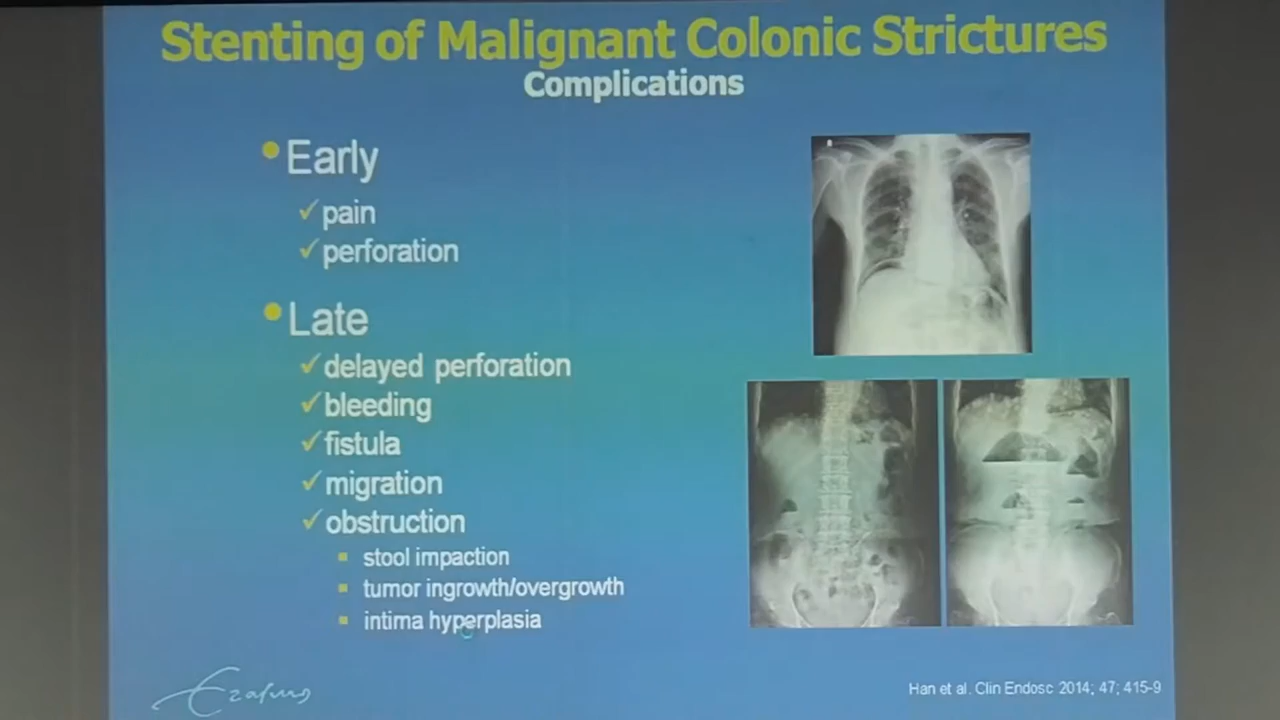 Stenting of Malignant Colonic Strictures
Complications
Early
pain
perforation
Late
delayed perforation
bleeding
fistula
migration
obstruction
stool impaction
tumor ingrowth/overgrowth
intima hyperplasia
Erasmus
Han et al. Clin Endosc 2014; 47; 415-9